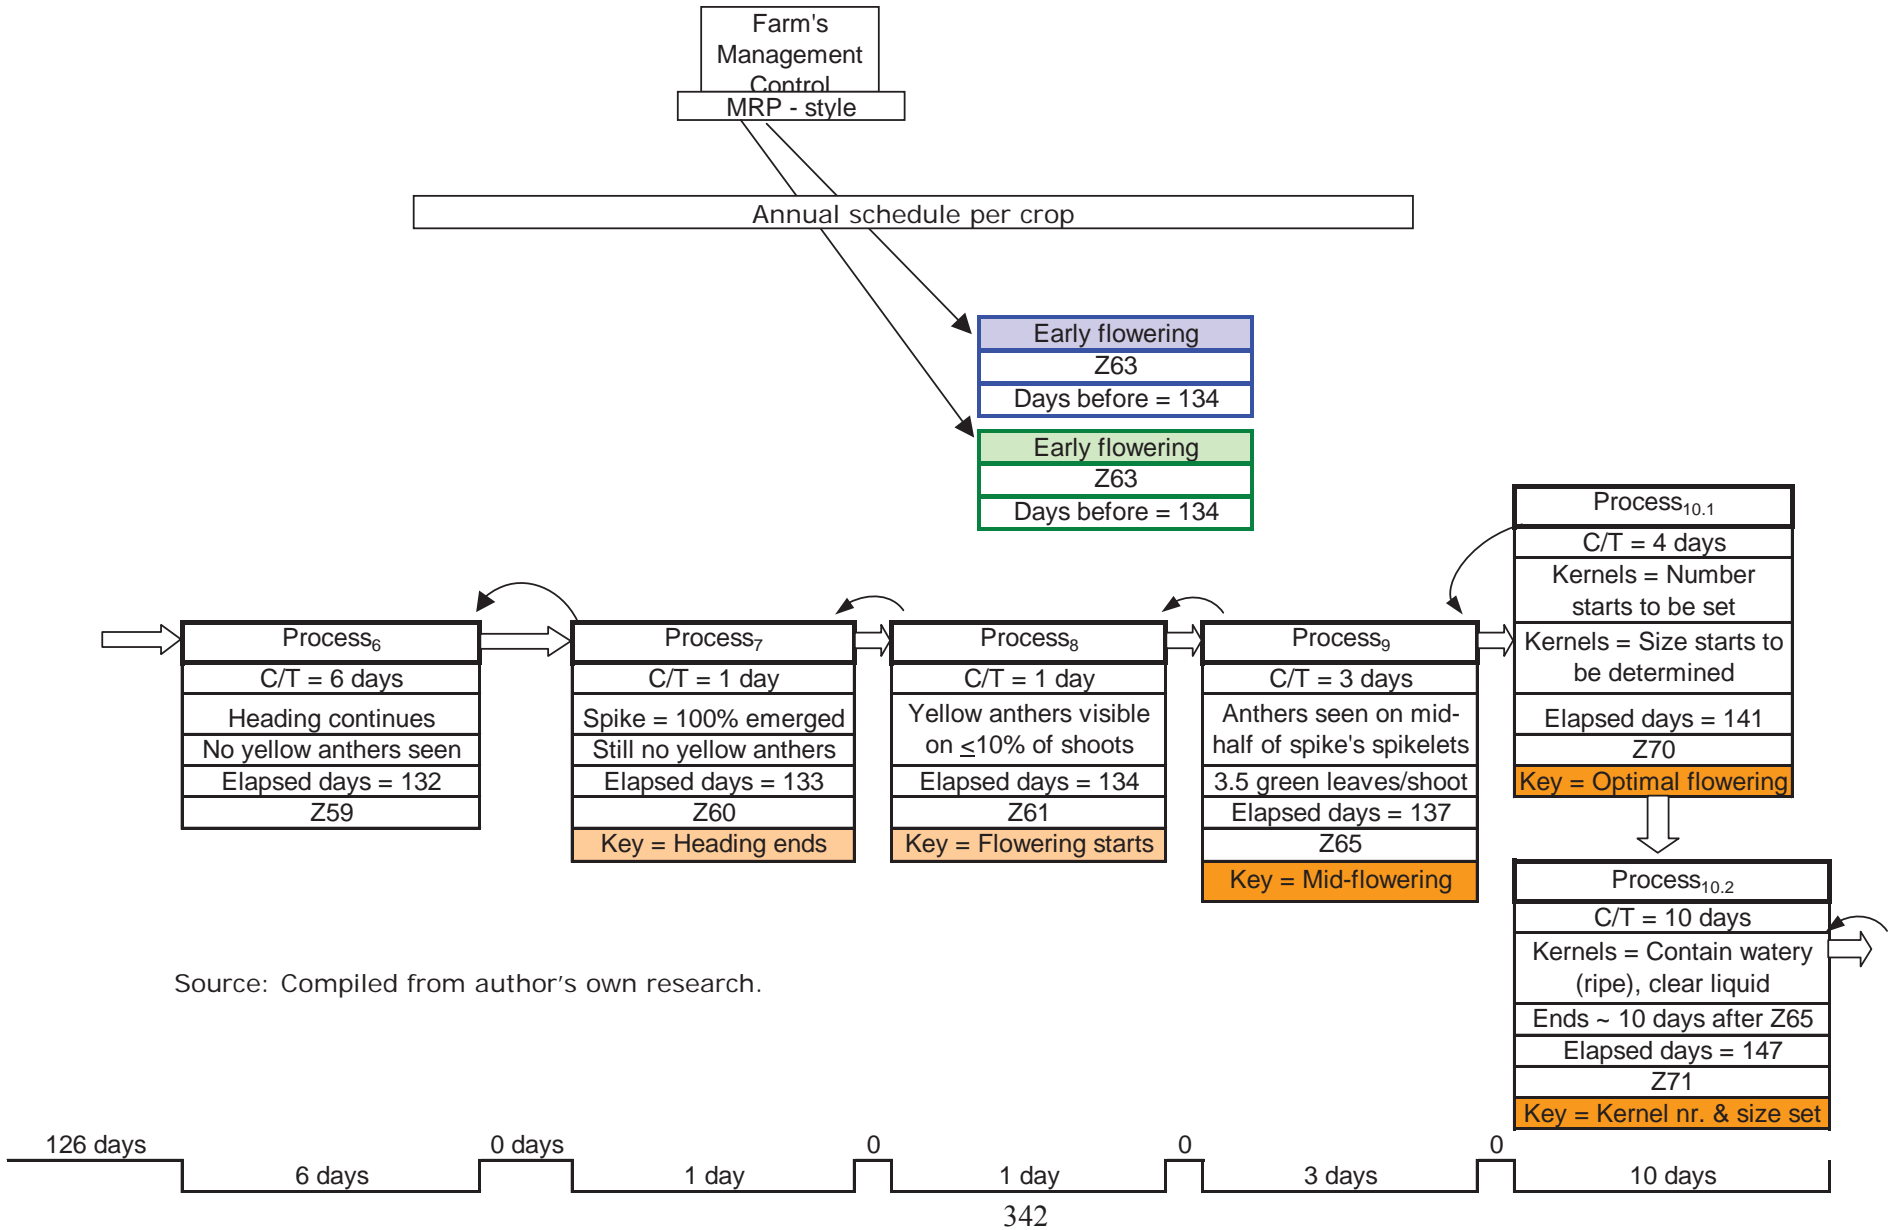 Farm's
Management
Control
MRP - style
Annual schedule per crop
Early flowering
Z63
Days before = 134
Early flowering
Z63
Days before = 134
Process6
C/T = 6 days
Heading continues
No yellow anthers seen
Elapsed days = 132
Z59
Process7
C/T = 1 day
Spike = 100% emerged
Still no yellow anthers
Elapsed days = 133
Z60
Key = Heading ends
Process8
C/T = 1 day
Yellow anthers visible
on ≤10% of shoots
Elapsed days = 134
Z61
Key = Flowering starts
Process9
C/T = 3 days
Anthers seen on mid-
half of spike's spikelets
3.5 green leaves/shoot
Elapsed days = 137
Z65
Key = Mid-flowering
Process10.1
C/T = 4 days
Kernels = Number
starts to be set
Kernels = Size starts to
be determined
Elapsed days = 141
Z70
Key = Optimal flowering
Process10.2
C/T = 10 days
Kernels = Contain watery
(ripe), clear liquid
Ends ~ 10 days after Z65
Elapsed days = 147
Z71
Key = Kernel nr. & size set
Source: Compiled from author's own research.
126 days
6 days
0 days
1 day
0
1 day
0
3 days
0
10 days
342